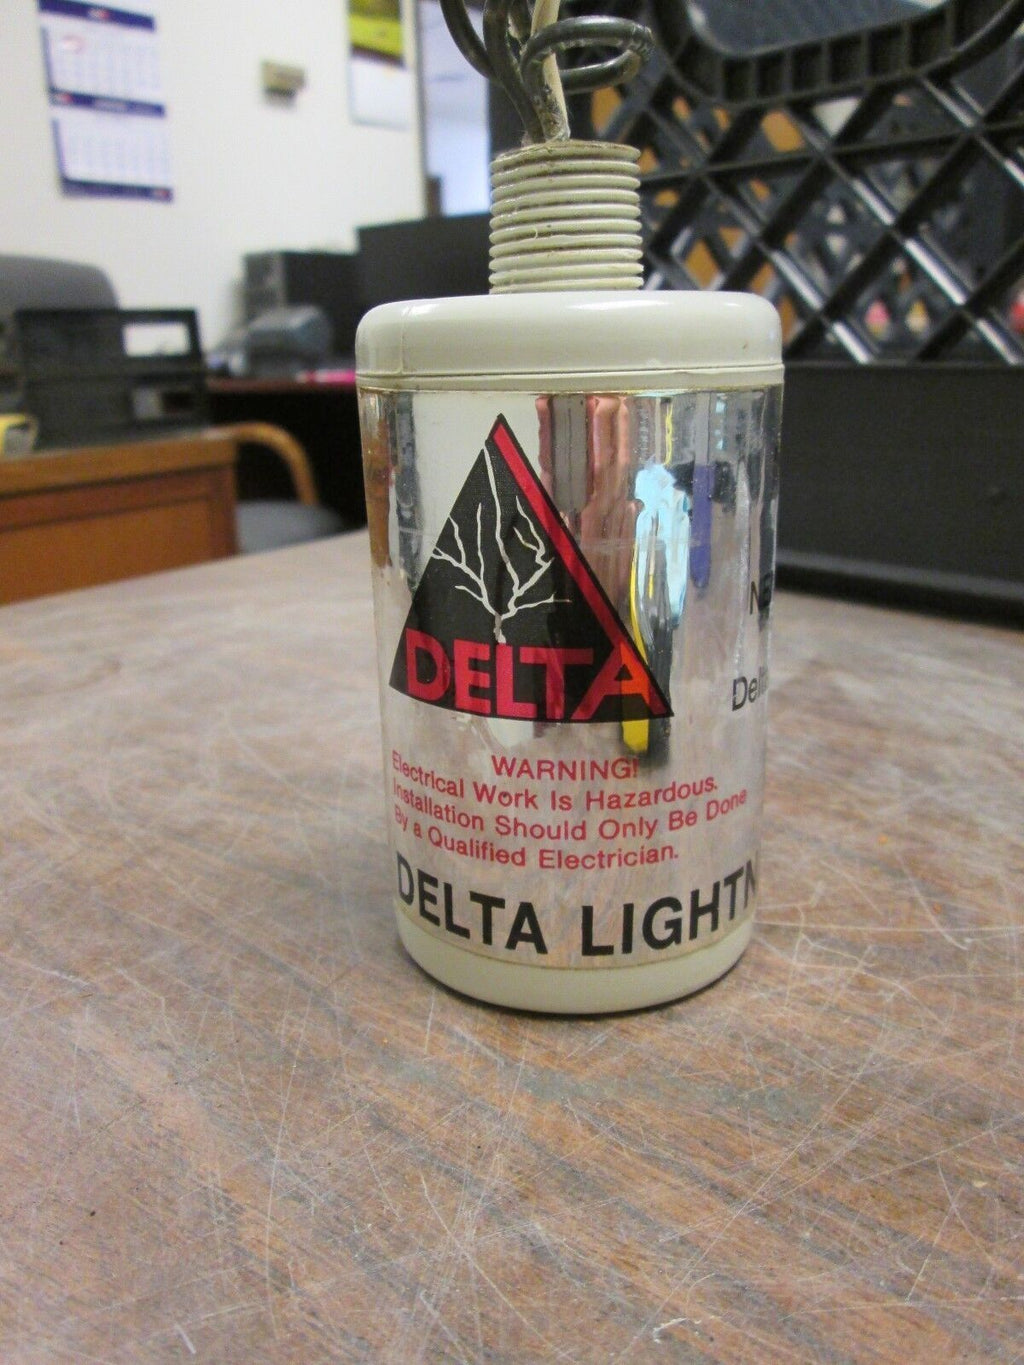 DELTA
WARNING!
Electrical Work Is Hazardous.
Installation Should Only Be Done
By a Qualified Electrician.
DELTA LIGHTN